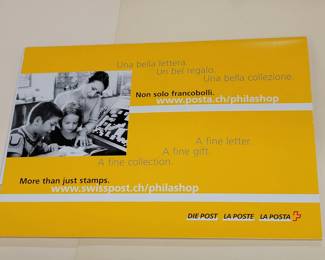 Una bella lettera.
Un bel regalo.
Una bella collezione.
Non solo francobolli.
www.posta.ch/philashop
A fine letter.
A fine gift.
A fine collection.
More than just stamps.
www.swisspost.ch/philashop
DIE POST LA POSTE LA POSTA